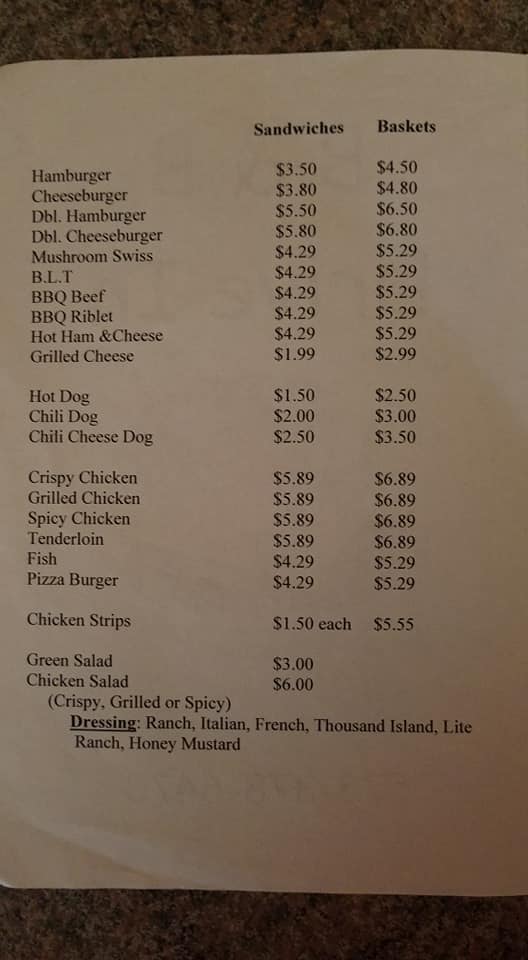 Sandwiches Baskets
Hamburger $3.50 $4.50
Cheeseburger $3.80 $4.80
Dbl. Hamburger $5.50 $6.50
Dbl. Cheeseburger $5.80 $6.80
Mushroom Swiss $4.29 $5.29
B.L.T $4.29 $5.29
BBQ Beef $4.29 $5.29
BBQ Riblet $4.29 $5.29
Hot Ham &Cheese $4.29 $5.29
Grilled Cheese $1.99 $2.99
Hot Dog $1.50 $2.50
Chili Dog $2.00 $3.00
Chili Cheese Dog $2.50 $3.50
Crispy Chicken $5.89 $6.89
Grilled Chicken $5.89 $6.89
Spicy Chicken $5.89 $6.89
Tenderloin $5.89 $6.89
Fish $4.29 $5.29
Pizza Burger $4.29 $5.29
Chicken Strips $1.50 each $5.55
Green Salad $3.00
Chicken Salad $6.00
(Crispy, Grilled or Spicy)
Dressing: Ranch, Italian, French, Thousand Island, Lite
Ranch, Honey Mustard